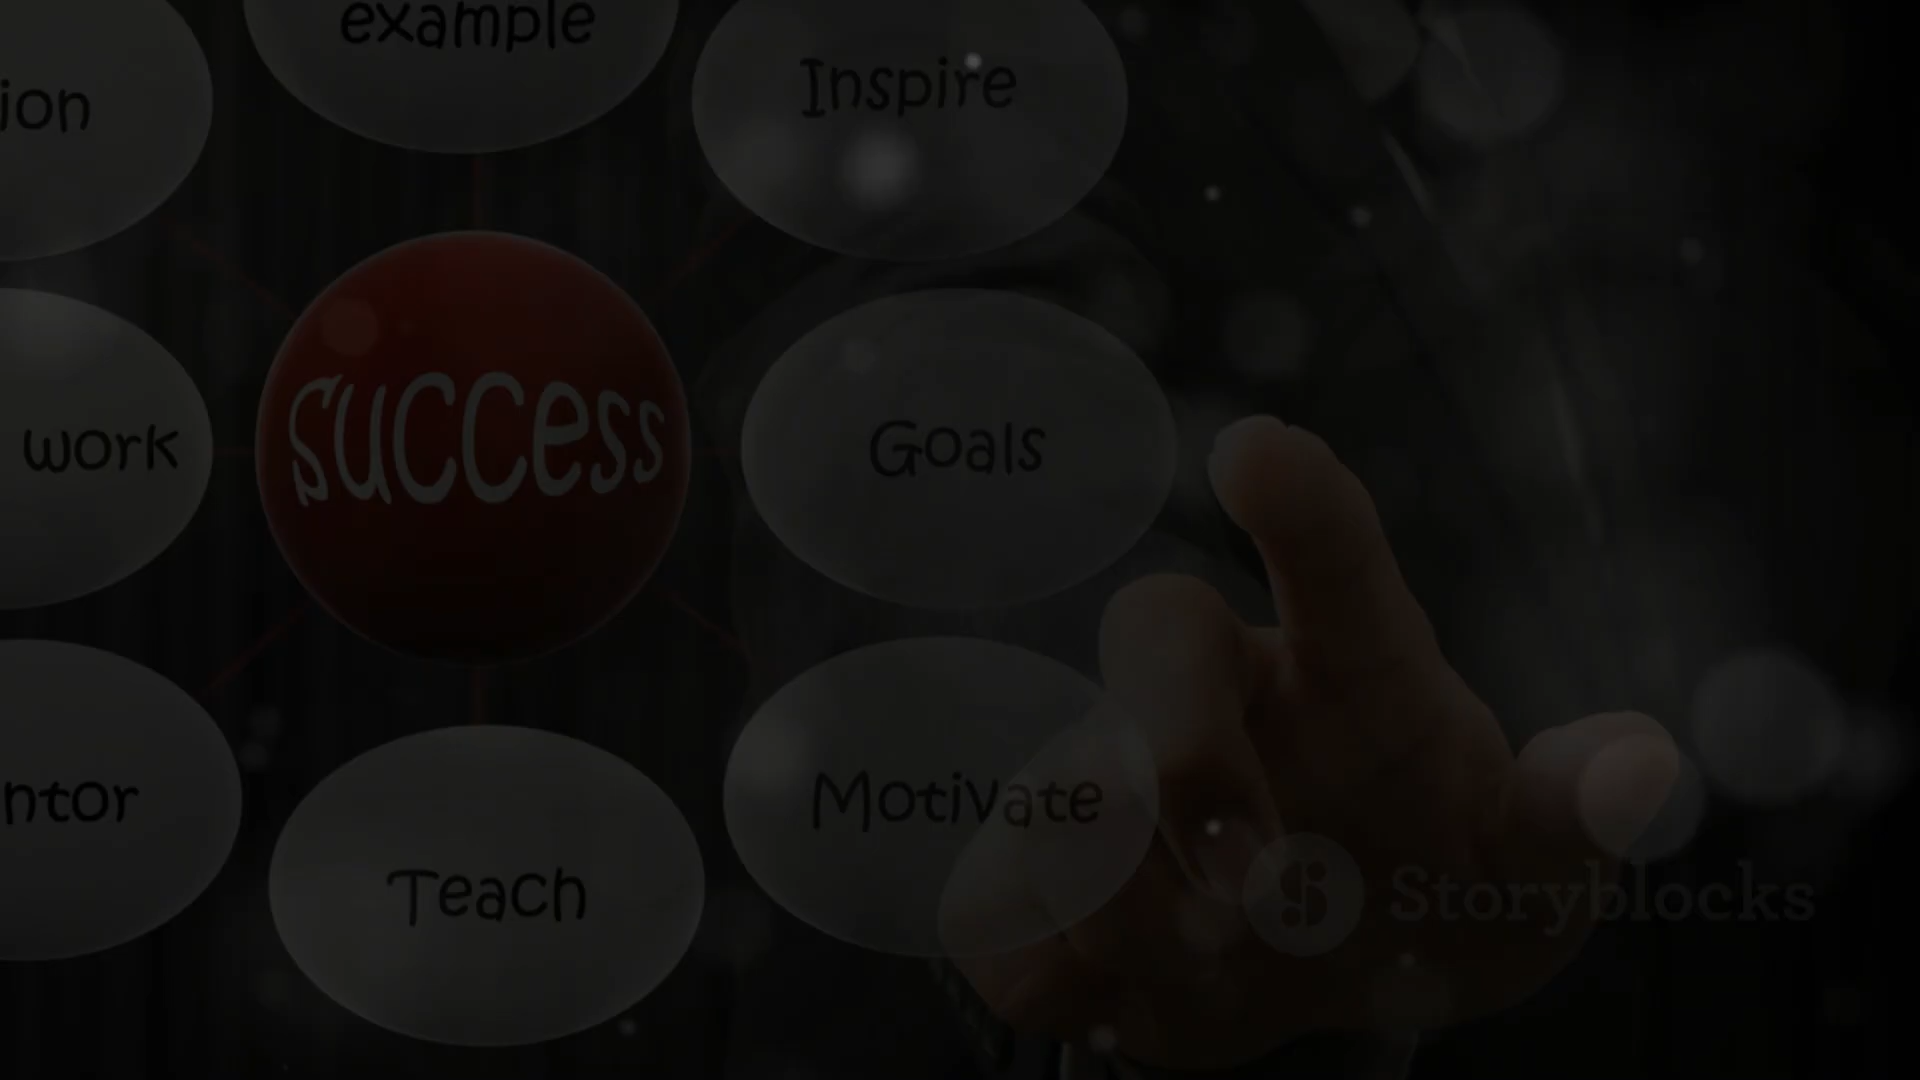 example
Inspire
ion
success
work
Goals
ntor
Motivate
Teach
Storyblocks